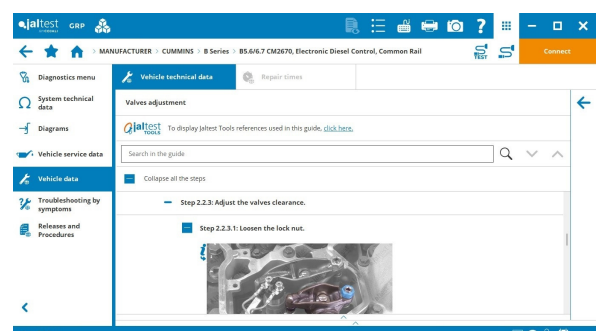 jaltest GRP
MANUFACTURER > CUMMINS > B Series > B5.6/6.7 CM2670, Electronic Diesel Control, Common Rail
TEST
Connect
Diagnostics menu
System technical data
Diagrams
Vehicle service data
Vehicle data
Troubleshooting by symptoms
Releases and Procedures
Vehicle technical data
Repair times
Valves adjustment
jaltest TOOLS To display Jaltest Tools references used in this guide, click here.
Search in the guide
Collapse all the steps
Step 2.2.3: Adjust the valves clearance.
Step 2.2.3.1: Loosen the lock nut.